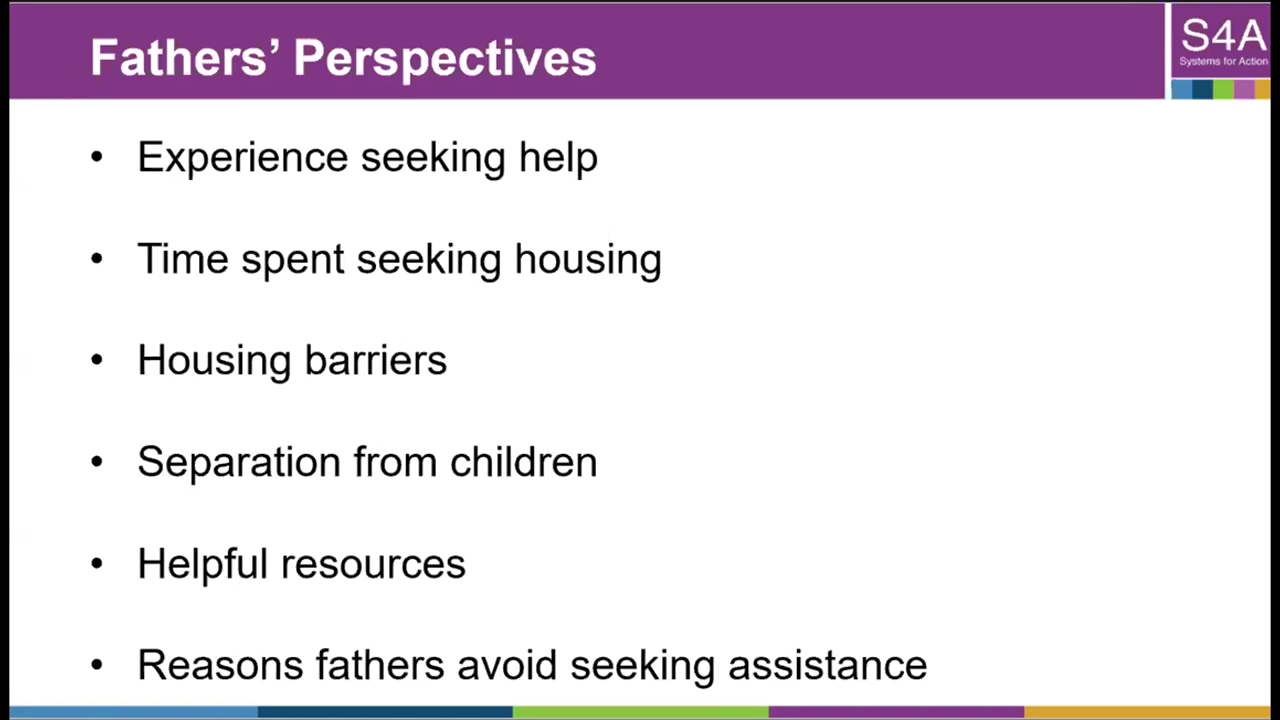 Fathers’ Perspectives
S4A
Systems for Action
• Experience seeking help
• Time spent seeking housing
• Housing barriers
• Separation from children
• Helpful resources
• Reasons fathers avoid seeking assistance